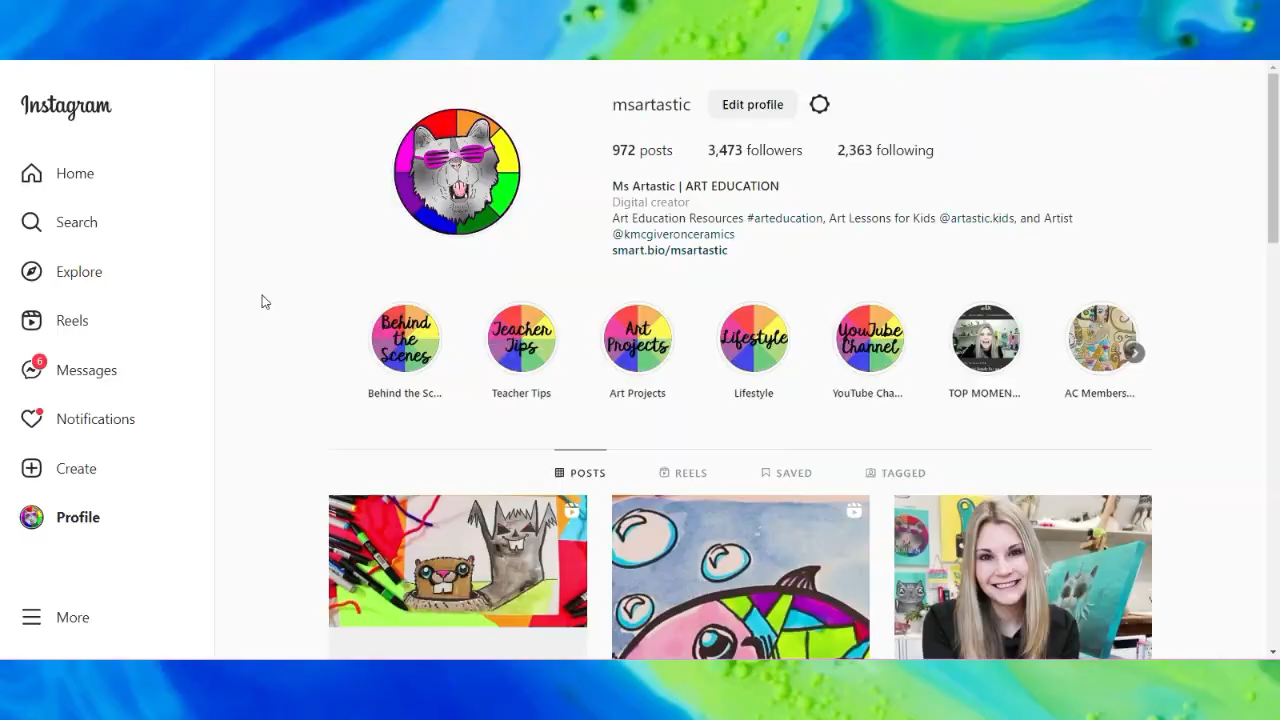 Instagram
Home
Search
Explore
Reels
6
Messages
Notifications
Create
Profile
More
msartastic
Edit profile
972 posts
3,473 followers
2,363 following
Ms Artastic | ART EDUCATION
Digital creator
Art Education Resources #arteducation, Art Lessons for Kids @artastic.kids, and Artist
@kmcgiveronceramics
smart.bio/msartastic
Behind
the
Scenes
Teacher
Tips
Art
Projects
Lifestyle
YouTube
Channel
Behind the Sc...
Teacher Tips
Art Projects
Lifestyle
YouTube Cha...
TOP MOMEN...
AC Members...
POSTS
REELS
SAVED
TAGGED